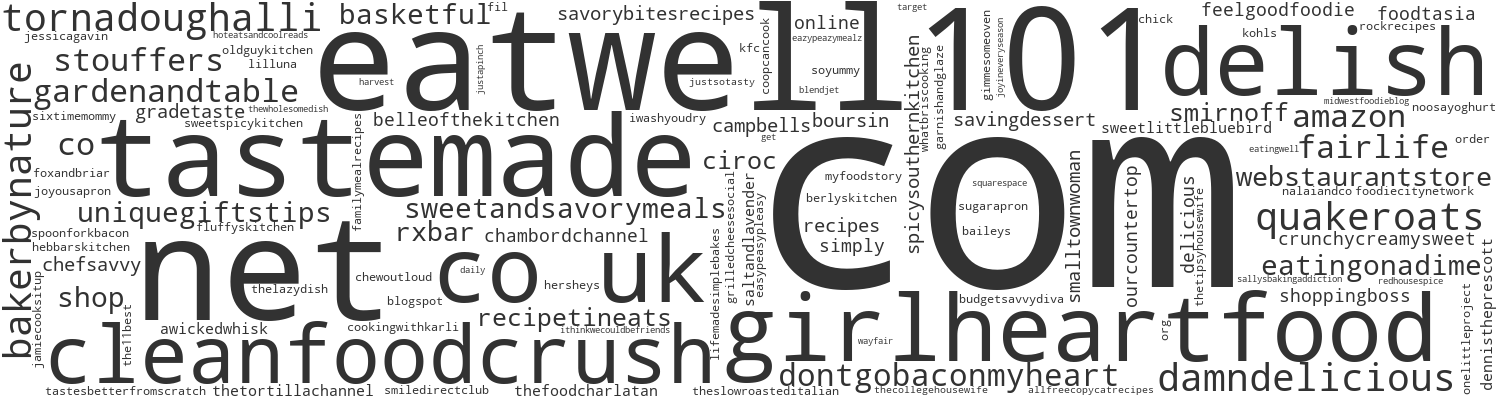 tornadoughalli
basketful
fil
savorybitesrecipes
online
target
chick
feelgoodfoodie
foodtasia
jessicagavin
hoteatsandcoolreads
eatwell101
delish
kohls
rockrecipes
stouffers
oldguykitchen
lilluna
harvest
justapinch
justsotasty
kfc
coopcancook
eazypeazymealz
soyummy
blendjet
gimmesomeoven
joyineveryseason
gardenandtable
gradetaste
thewholesomedish
sixtimemommy
sweetspicykitchen
belleofthekitchen
iwashyoudry
campbells
boursin
get
whatbriscooking
garnishandglaze
savingdessert
smirnoff
amazon
midwestfoodieblog
noosayoghurt
sweetlittlebluebird
bakerbynature
co
tastemade
familymealrecipes
ciroc
com
myfoodstory
berlyskitchen
recipes
simply
spicysouthernkitchen
squarespace
sugarapron
baileys
eatingwell
fairlife
order
webstaurantstore
nalaiandco
foodiecitynetwork
foxandbriar
joyousapron
uniquegiftstips
fluffyskitchen
sweetandsavorymeals
rxbar
chambordchannel
grilledcheesesocial
saltandlavender
easypeasypleasy
lifemadesimplebakes
smalltownwoman
ourcountertop
delicious
thetipsyhousewife
quakeroats
crunchycreamysweet
spoonforkbacon
hebbarskitchen
chefsavvy
net
co
uk
chewoutloud
daily
hersheys
thelazydish
blogspot
eatingonadime
sallysbakingaddiction
redhousespice
dennistheprescott
onelittleproject
shop
jamiecooksitup
the11best
awickedwhisk
cookingwithkarli
recipetineats
ithinkwecouldbefriends
budgetsavvydiva
shoppingboss
cleanfoodcrush
girlheartfood
wayfair
org
dontgobaconmyheart
damndelicious
tastesbetterfromscratch
thetortillachannel
smiledirectclub
thefoodcharlatan
theslowroasteditalian
thecollegehousewife
allfreecopycatrecipes